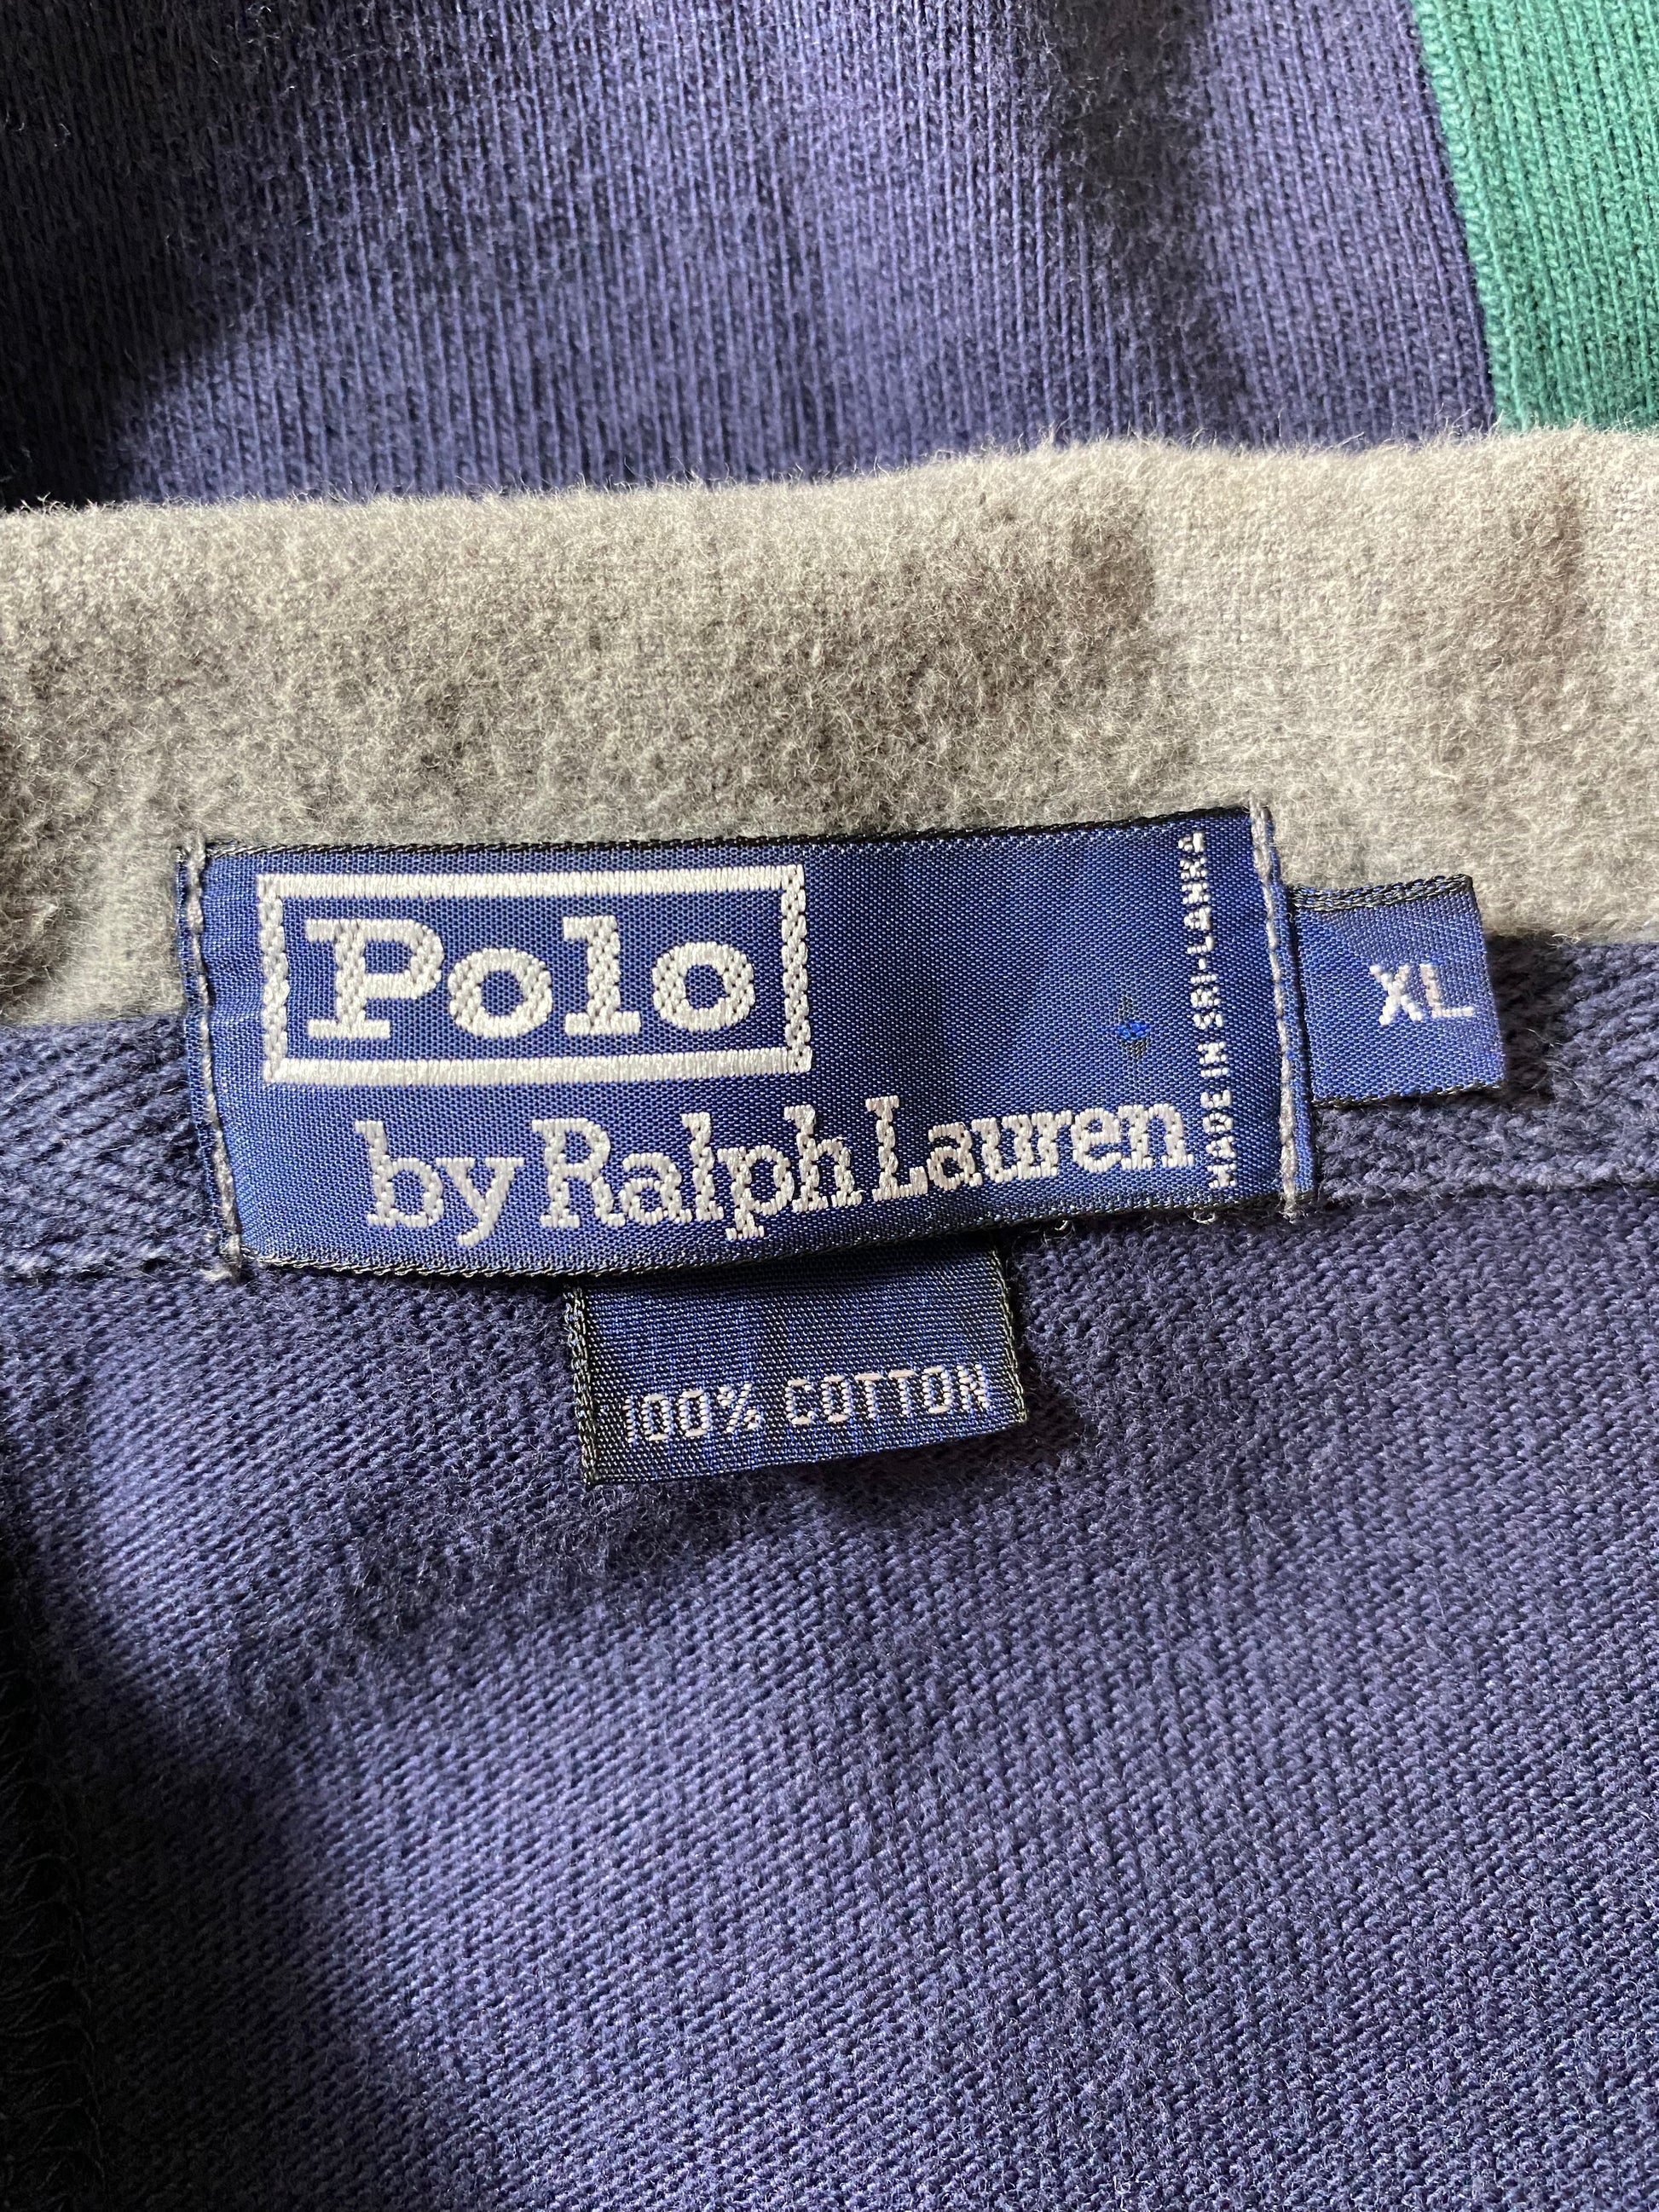 Polo
by Ralph Lauren
MADE IN SRI-LANKA
XL
100% COTTON